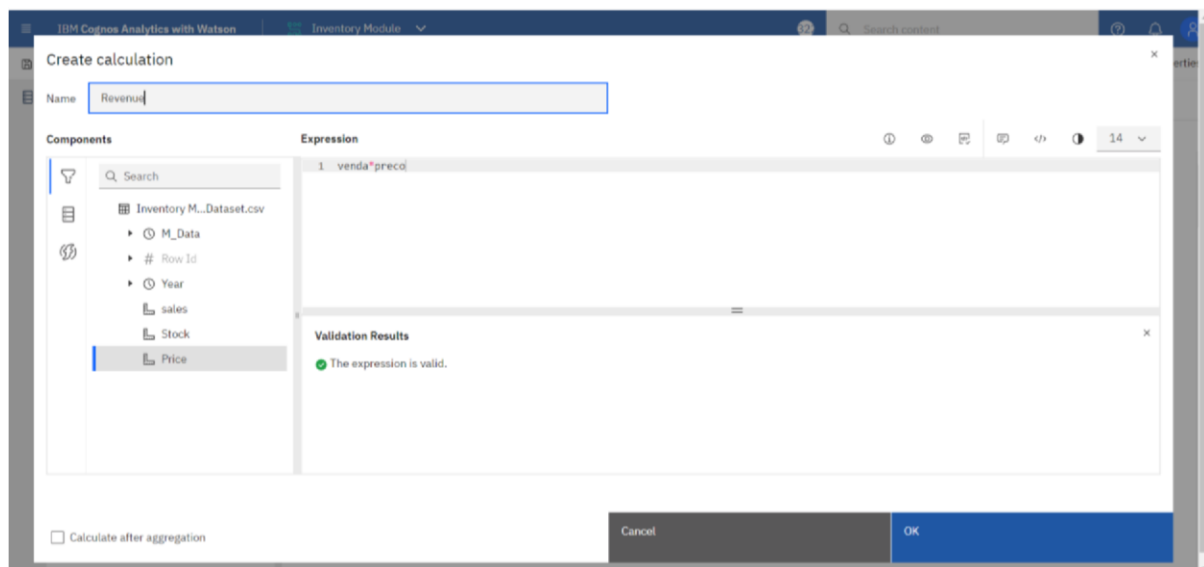 IBM Cognos Analytics with Watson
Inventory Module
Search content
Create calculation
erties
Name
Revenue
Components
Expression
14
Search
1 venda*preco
Inventory M...Dataset.csv
M_Data
# Row Id
Year
sales
Stock
Validation Results
Price
The expression is valid.
Calculate after aggregation
Cancel
OK